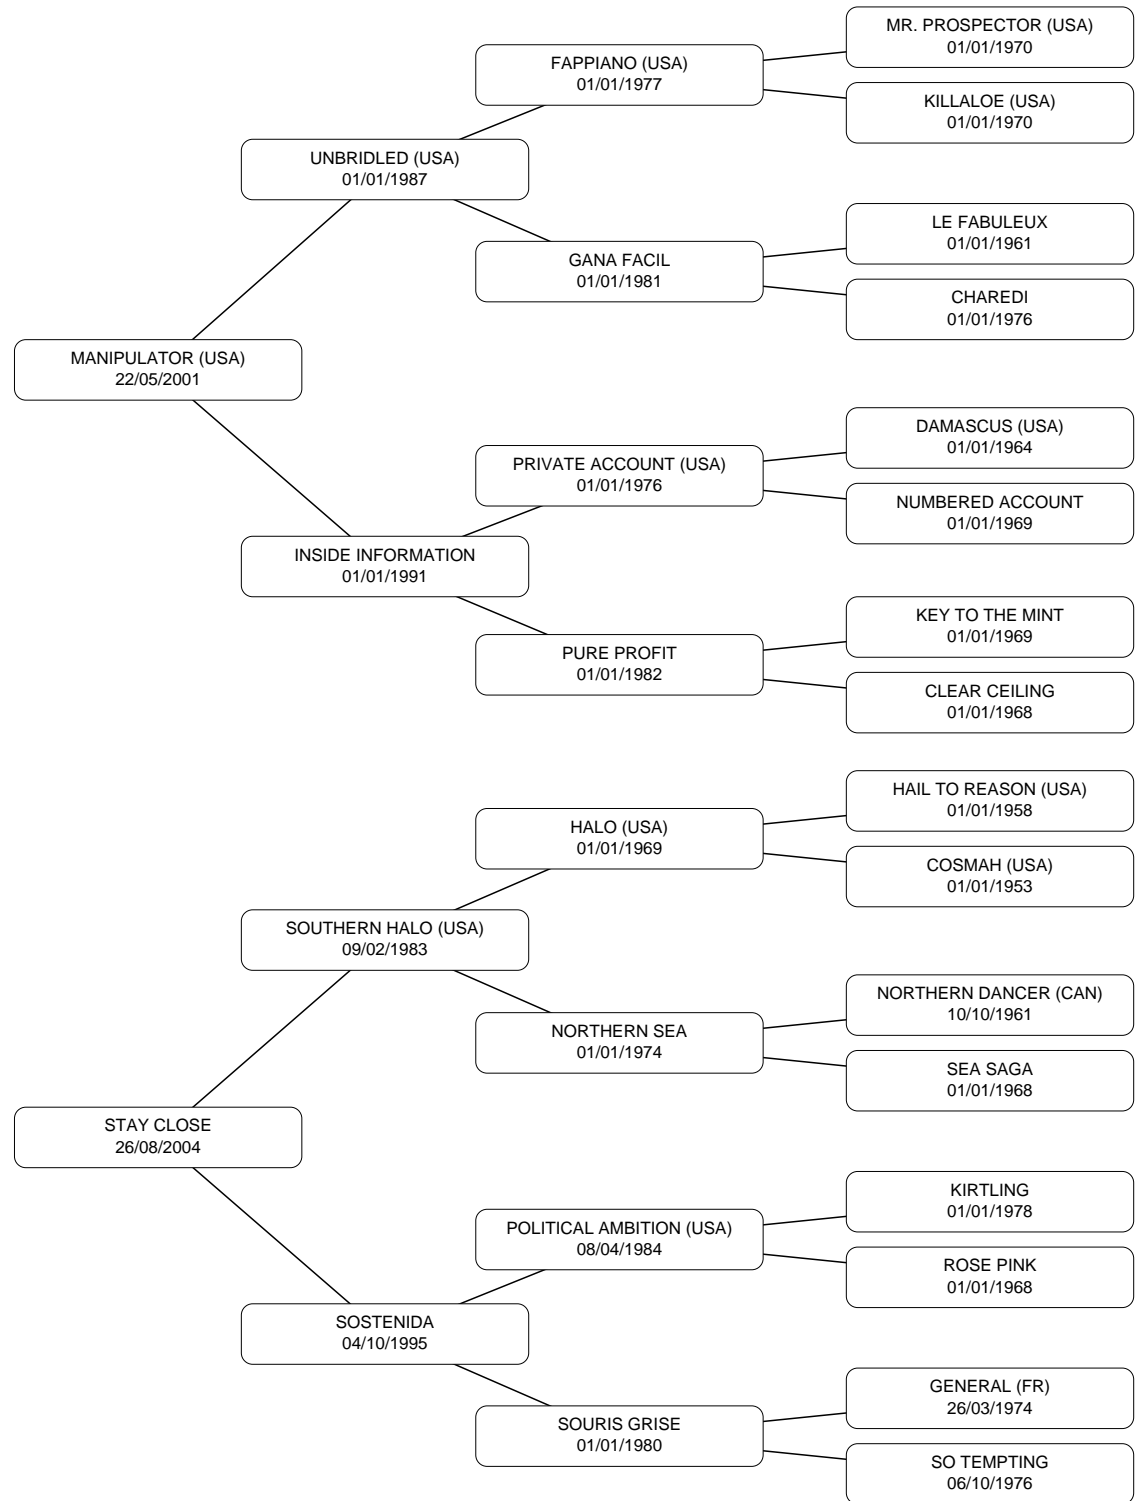 MR. PROSPECTOR (USA)
01/01/1970
FAPPIANO (USA)
01/01/1977
KILLALOE (USA)
01/01/1970
UNBRIDLED (USA)
01/01/1987
LE FABULEUX
01/01/1961
GANA FACIL
01/01/1981
CHAREDI
01/01/1976
MANIPULATOR (USA)
22/05/2001
DAMASCUS (USA)
01/01/1964
PRIVATE ACCOUNT (USA)
01/01/1976
NUMBERED ACCOUNT
01/01/1969
INSIDE INFORMATION
01/01/1991
KEY TO THE MINT
01/01/1969
PURE PROFIT
01/01/1982
CLEAR CEILING
01/01/1968
HAIL TO REASON (USA)
01/01/1958
HALO (USA)
01/01/1969
COSMAH (USA)
01/01/1953
SOUTHERN HALO (USA)
09/02/1983
NORTHERN DANCER (CAN)
10/10/1961
NORTHERN SEA
01/01/1974
SEA SAGA
01/01/1968
STAY CLOSE
26/08/2004
KIRTLING
01/01/1978
POLITICAL AMBITION (USA)
08/04/1984
ROSE PINK
01/01/1968
SOSTENIDA
04/10/1995
GENERAL (FR)
26/03/1974
SOURIS GRISE
01/01/1980
SO TEMPTING
06/10/1976